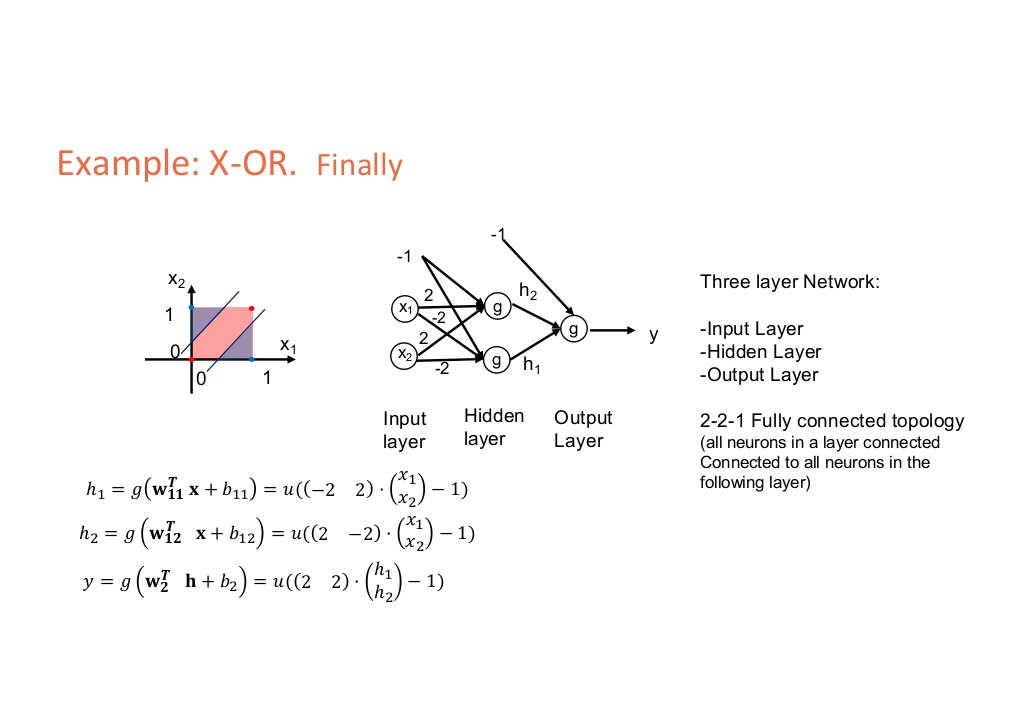 Example: X-OR. Finally
x2
1
0
x1
0
1
-1
-1
x1
2
-2
g
h2
x2
2
-2
g
h1
g
y
Input layer
Hidden layer
Output Layer
Three layer Network:
-Input Layer
-Hidden Layer
-Output Layer
2-2-1 Fully connected topology
(all neurons in a layer connected
Connected to all neurons in the
following layer)
h₁ = g(w₁₁ᵀ x + b₁₁) = u((−2 2) · (x₁ x₂) − 1)
h₂ = g(w₁₂ᵀ x + b₁₂) = u((2 −2) · (x₁ x₂) − 1)
y = g(w₂ᵀ h + b₂) = u((2 2) · (h₁ h₂) − 1)